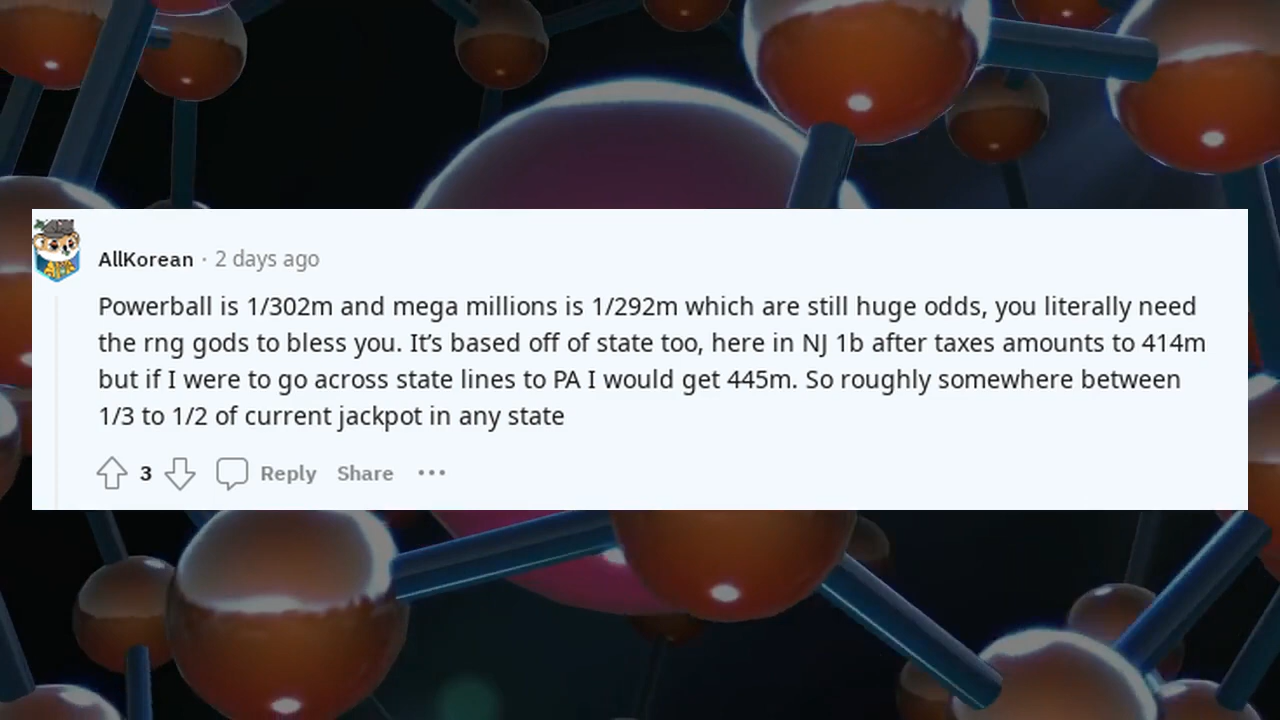 AllKorean · 2 days ago
Powerball is 1/302m and mega millions is 1/292m which are still huge odds, you literally need
the rng gods to bless you. It’s based off of state too, here in NJ 1b after taxes amounts to 414m
but if I were to go across state lines to PA I would get 445m. So roughly somewhere between
1/3 to 1/2 of current jackpot in any state
3 Reply Share ···